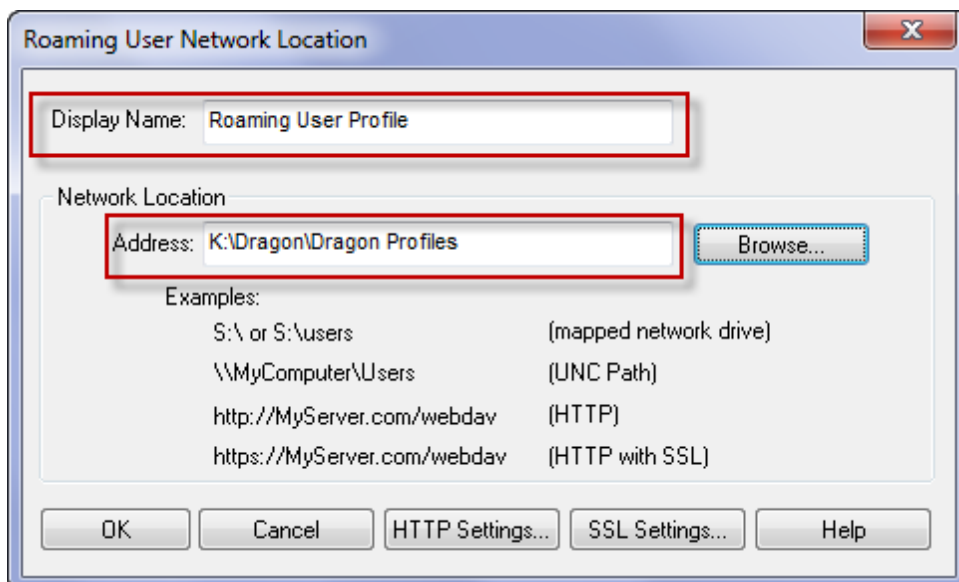 Roaming User Network Location
Display Name: Roaming User Profile
Network Location
Address: K:\Dragon\Dragon Profiles Browse...
Examples:
S:\ or S:\users (mapped network drive)
\\MyComputer\Users (UNC Path)
http://MyServer.com/webdav (HTTP)
https://MyServer.com/webdav (HTTP with SSL)
OK Cancel HTTP Settings... SSL Settings... Help